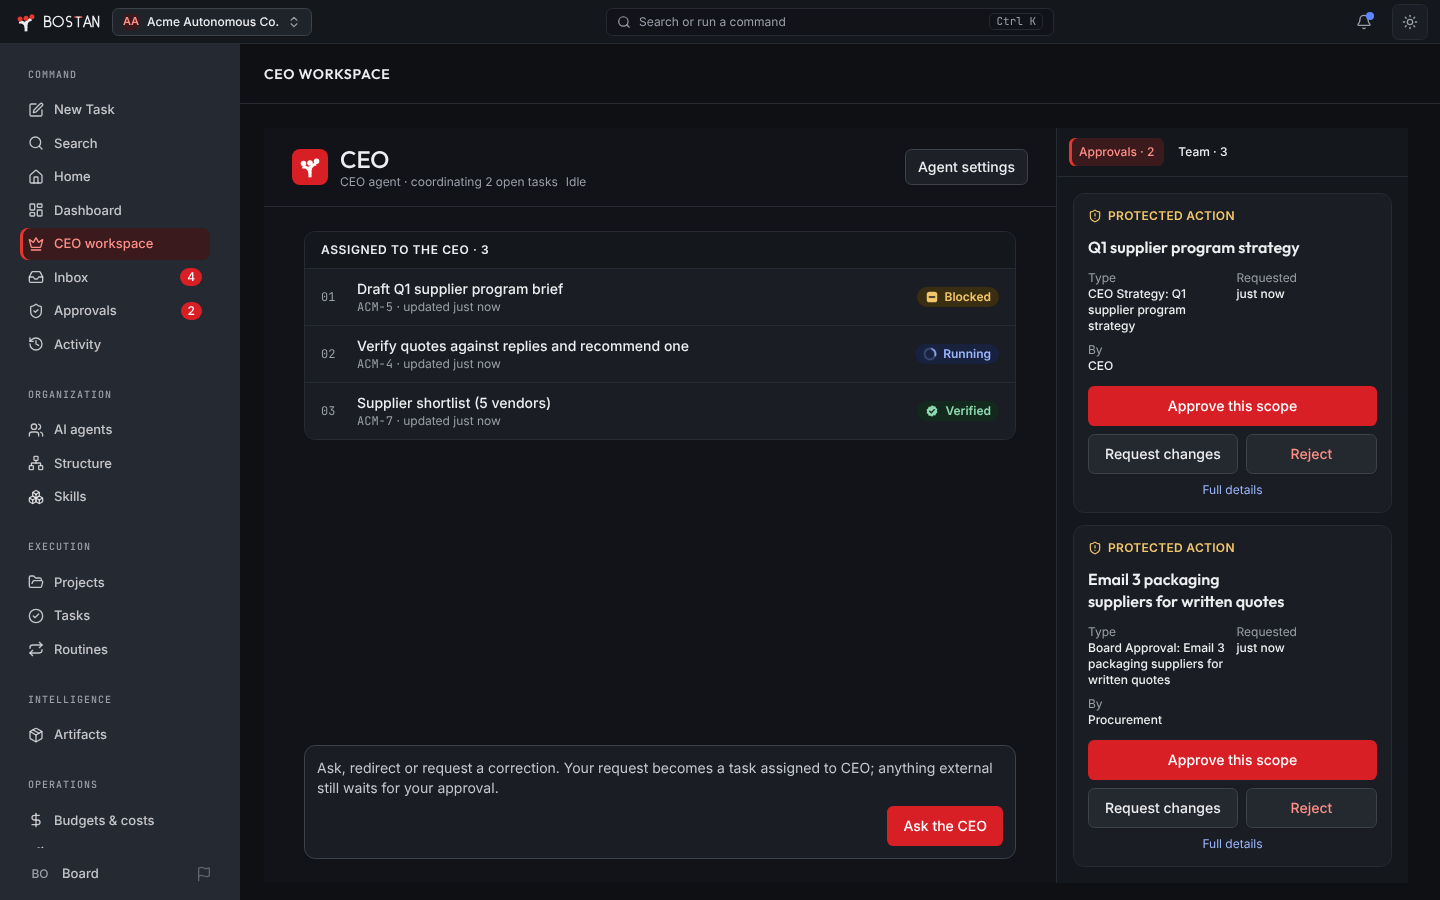 BOSTAN
AA Acme Autonomous Co.
Search or run a command
Ctrl K
COMMAND
New Task
Search
Home
Dashboard
CEO workspace
Inbox 4
Approvals 2
Activity
ORGANIZATION
AI agents
Structure
Skills
EXECUTION
Projects
Tasks
Routines
INTELLIGENCE
Artifacts
OPERATIONS
Budgets & costs
BO Board
CEO WORKSPACE
CEO
CEO agent · coordinating 2 open tasks Idle
Agent settings
ASSIGNED TO THE CEO · 3
01 Draft Q1 supplier program brief
ACM-5 · updated just now
Blocked
02 Verify quotes against replies and recommend one
ACM-4 · updated just now
Running
03 Supplier shortlist (5 vendors)
ACM-7 · updated just now
Verified
Ask, redirect or request a correction. Your request becomes a task assigned to CEO; anything external
still waits for your approval.
Ask the CEO
Approvals · 2
Team · 3
PROTECTED ACTION
Q1 supplier program strategy
Type
CEO Strategy: Q1
supplier program
strategy
Requested
just now
By
CEO
Approve this scope
Request changes
Reject
Full details
PROTECTED ACTION
Email 3 packaging
suppliers for written quotes
Type
Board Approval: Email 3
packaging suppliers for
written quotes
Requested
just now
By
Procurement
Approve this scope
Request changes
Reject
Full details